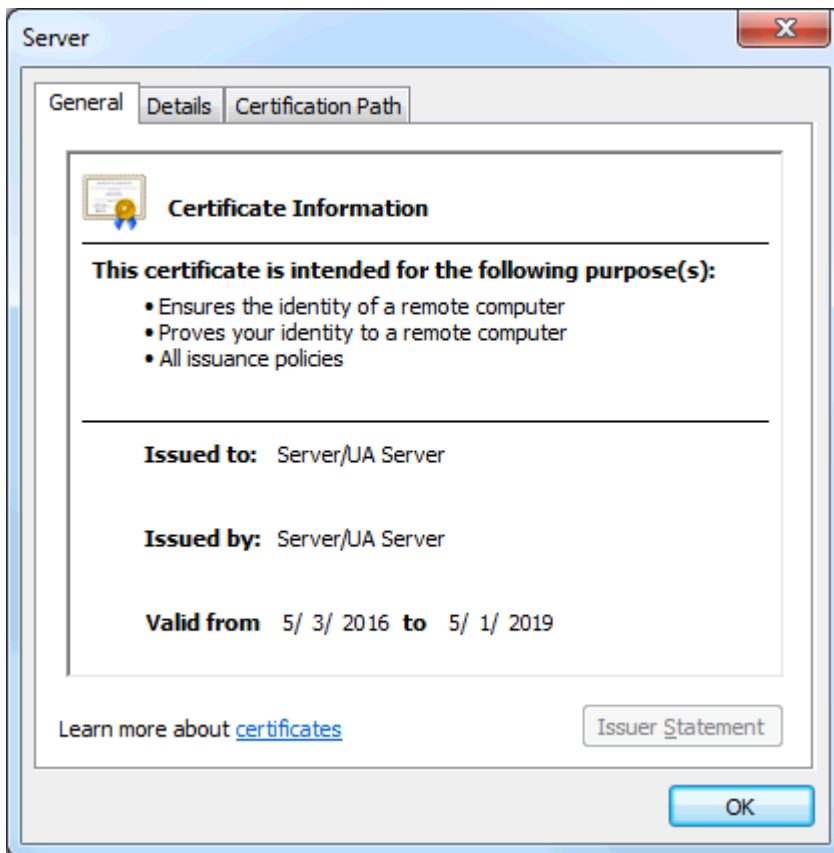 Server
General
Details
Certification Path
Certificate Information
This certificate is intended for the following purpose(s):
• Ensures the identity of a remote computer
• Proves your identity to a remote computer
• All issuance policies
Issued to: Server/UA Server
Issued by: Server/UA Server
Valid from 5/ 3/ 2016 to 5/ 1/ 2019
Learn more about certificates
Issuer Statement
OK